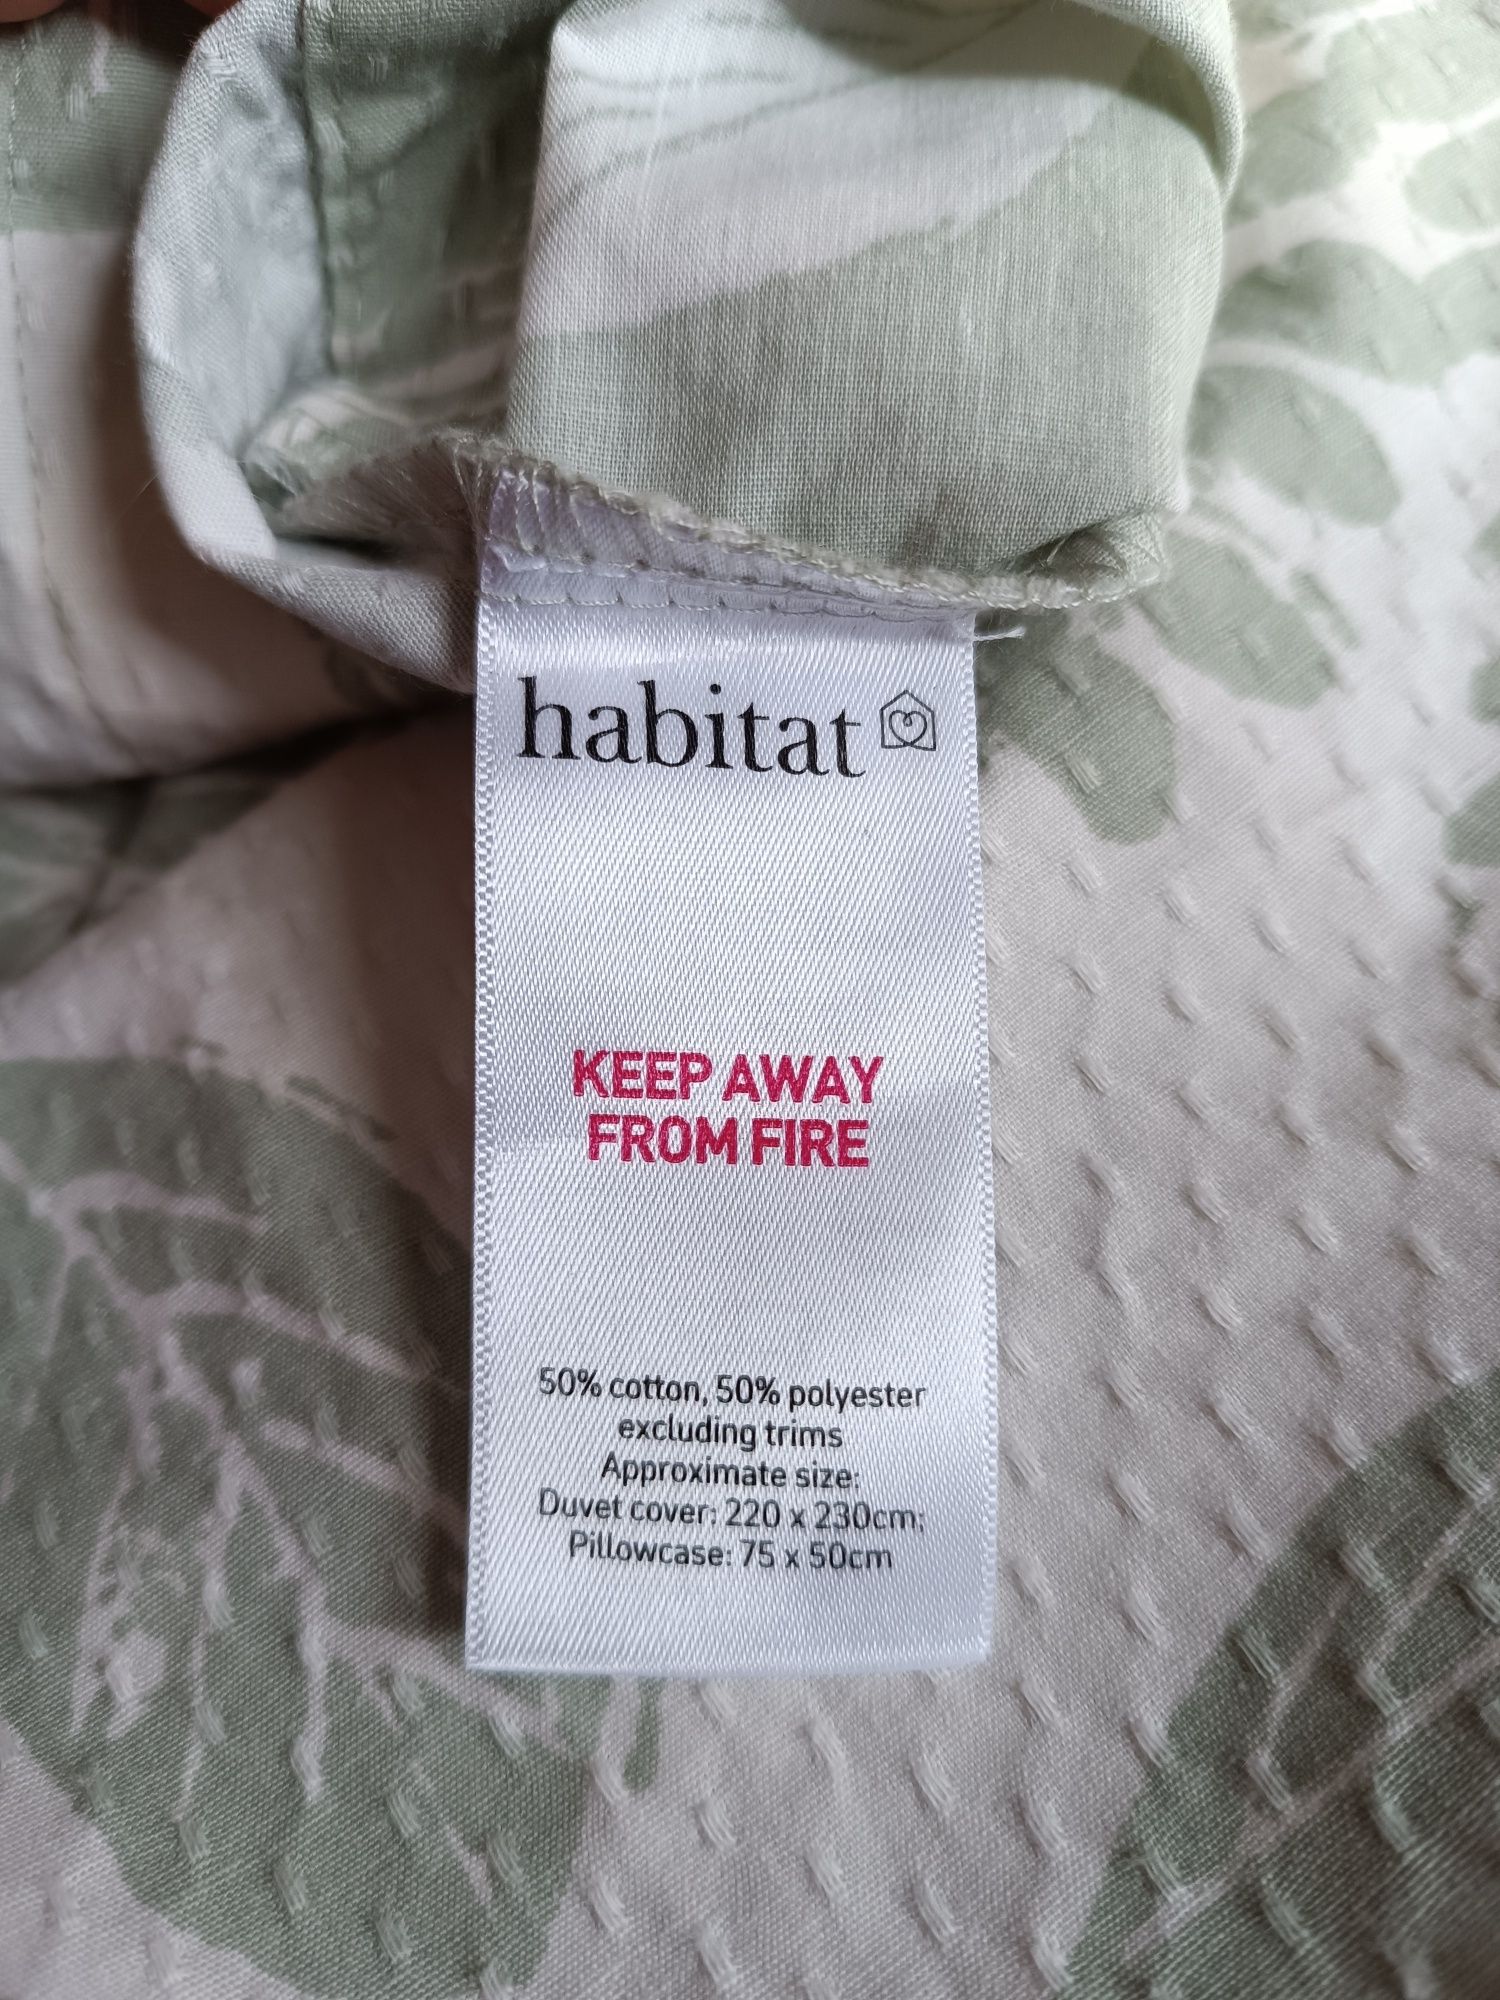 habitat
KEEP AWAY
FROM FIRE
50% cotton, 50% polyester
excluding trims
Approximate size:
Duvet cover: 220 x 230cm;
Pillowcase: 75 x 50cm